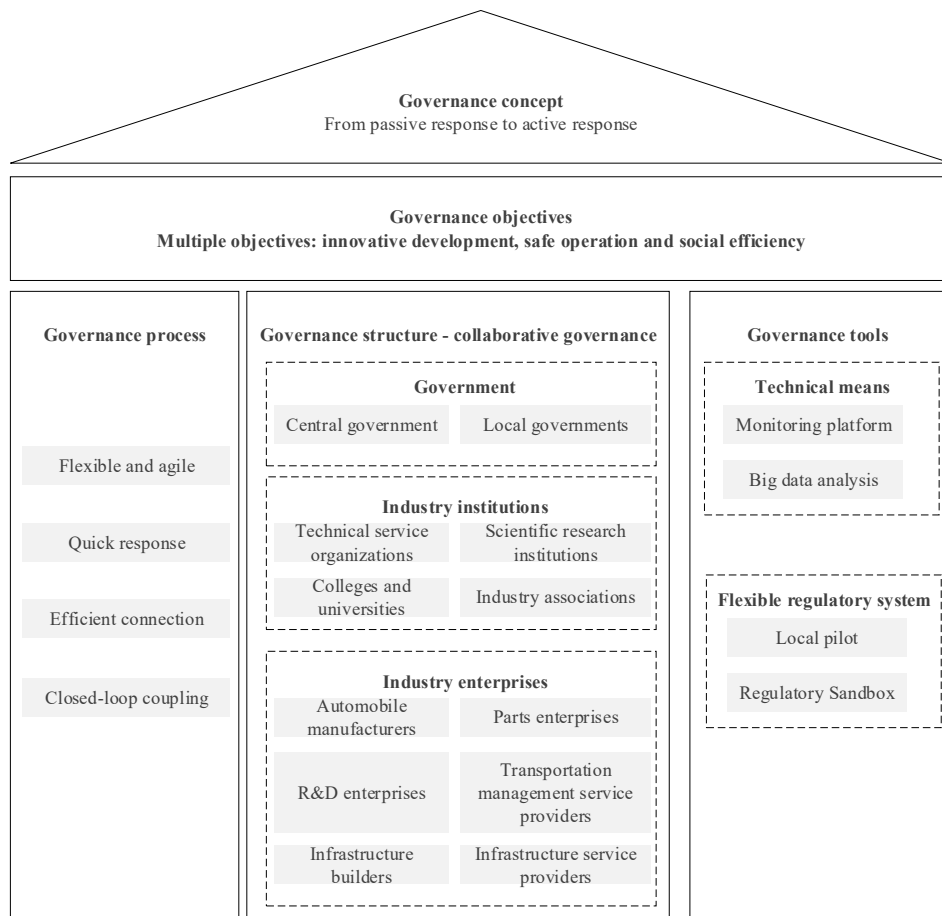 Governance concept
From passive response to active response
Governance objectives
Multiple objectives: innovative development, safe operation and social efficiency
Governance process
Flexible and agile
Quick response
Efficient connection
Closed-loop coupling
Governance structure - collaborative governance
Government
Central government
Local governments
Industry institutions
Technical service
organizations
Scientific research
institutions
Colleges and
universities
Industry associations
Industry enterprises
Automobile
manufacturers
Parts enterprises
R&D enterprises
Transportation
management service
providers
Infrastructure
builders
Infrastructure service
providers
Governance tools
Technical means
Monitoring platform
Big data analysis
Flexible regulatory system
Local pilot
Regulatory Sandbox